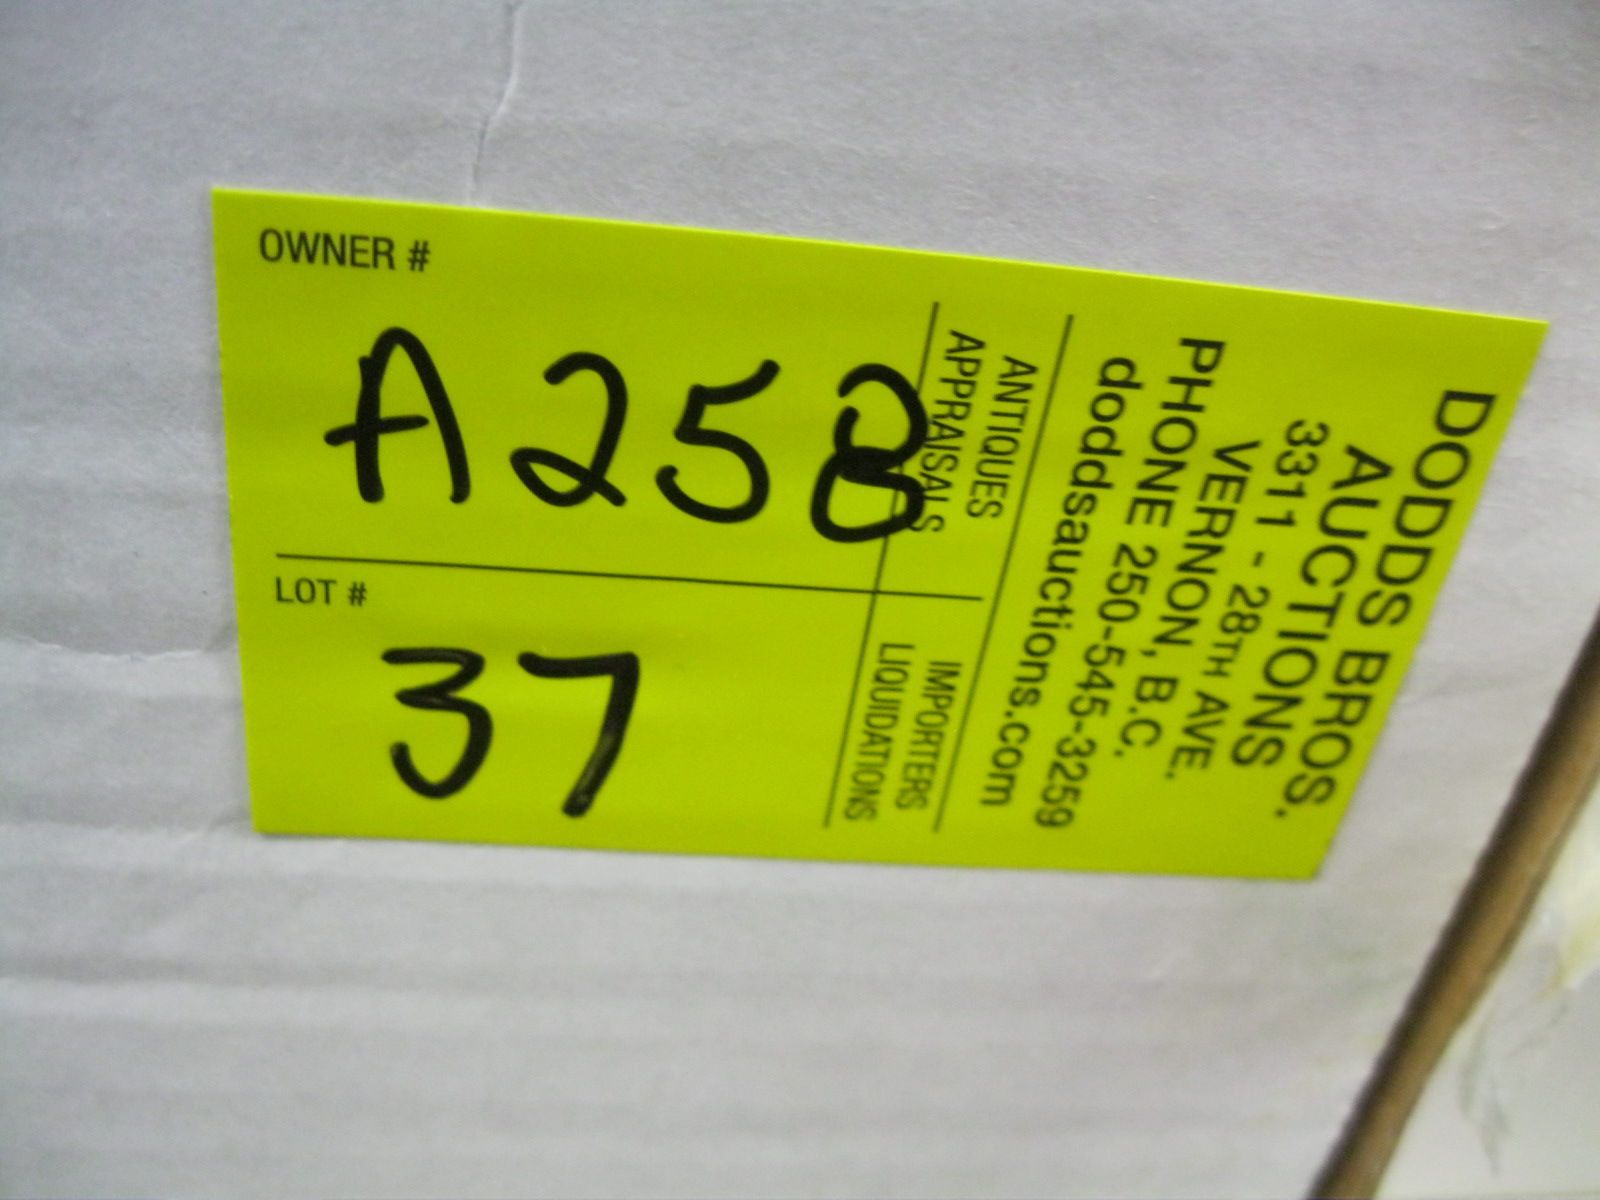 OWNER #
A258
LOT #
37
ANTIQUES
APPRAISALS
IMPORTERS
LIQUIDATIONS
DODDS BROS.
AUCTIONS
3311 - 28TH AVE.
VERNON, B.C.
PHONE 250-545-3259
doddsauctions.com